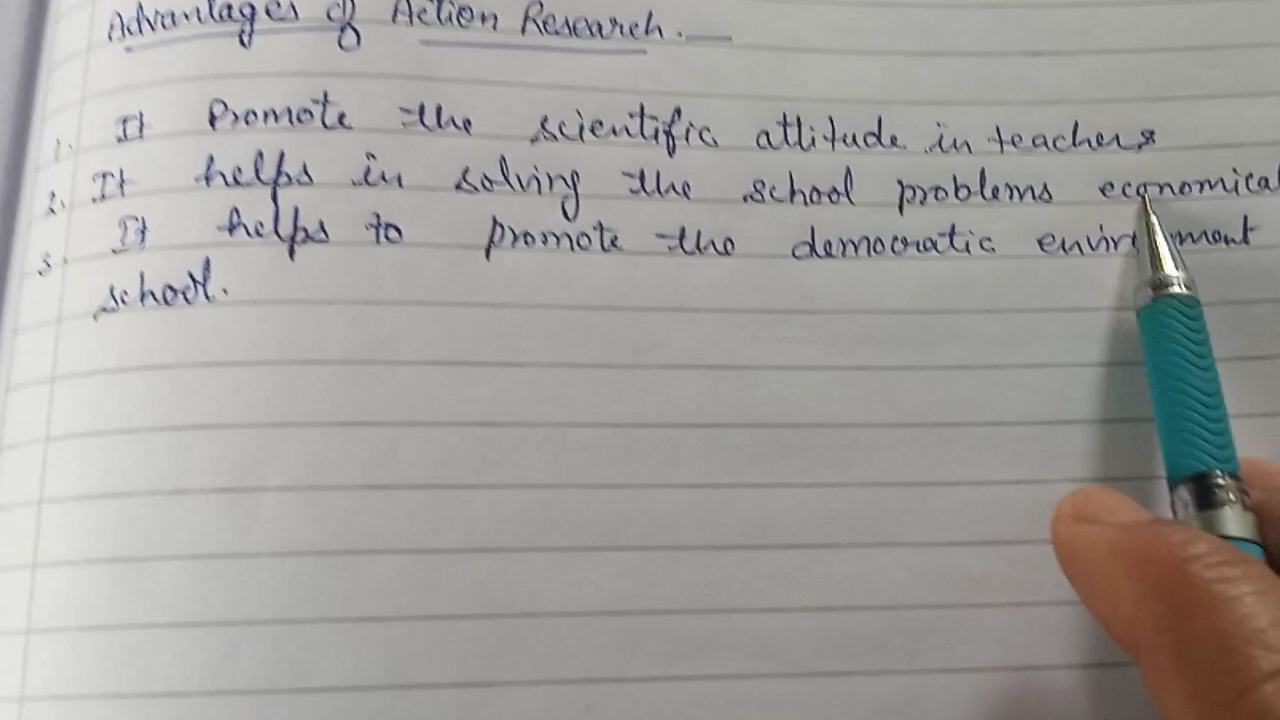 Advantages of Action Research.
1. It Promote the scientific attitude in teachers
2. It helps in solving the school problems economical
3. It helps to promote the democratic environment
school.